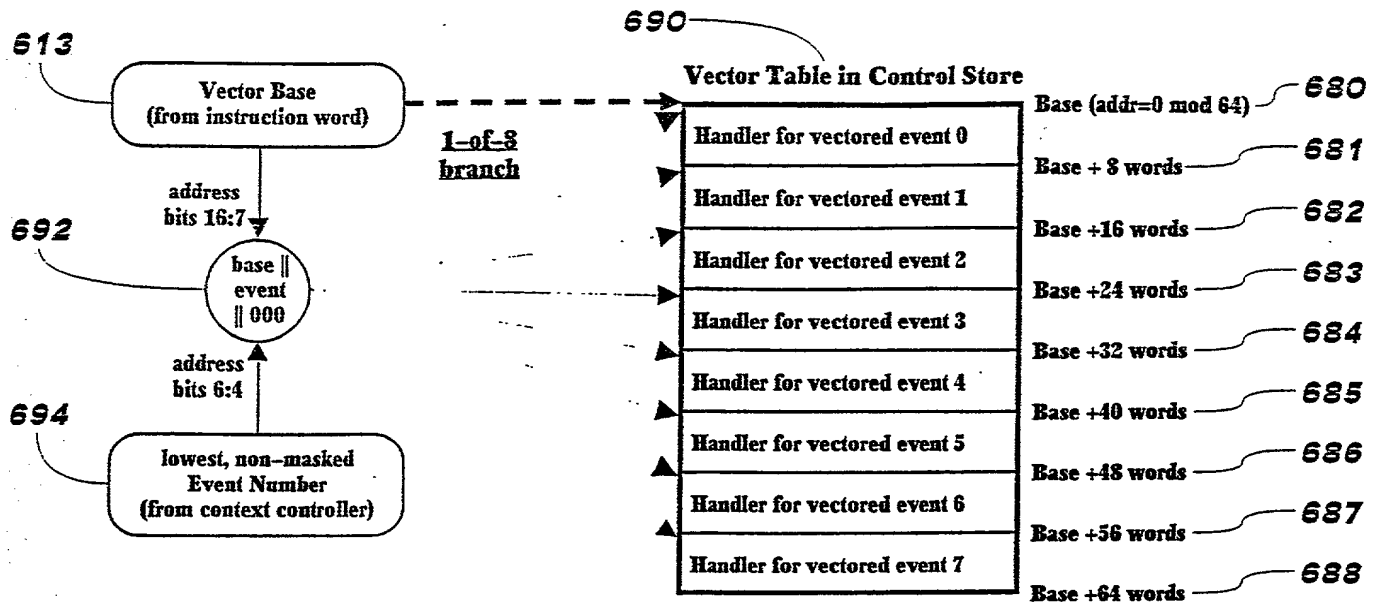 690
613
Vector Table in Control Store
680
Vector Base
(from instruction word)
Base (addr=0 mod 64)
1-of-8
branch
Handler for vectored event 0
681
Base + 8 words
address
bits 16:7
Handler for vectored event 1
682
Base +16 words
692
base ||
event
|| 000
Handler for vectored event 2
683
Base +24 words
Handler for vectored event 3
684
Base +32 words
address
bits 6:4
Handler for vectored event 4
685
Base +40 words
694
lowest, non-masked
Event Number
(from context controller)
Handler for vectored event 5
686
Base +48 words
Handler for vectored event 6
687
Base +56 words
Handler for vectored event 7
688
Base +64 words